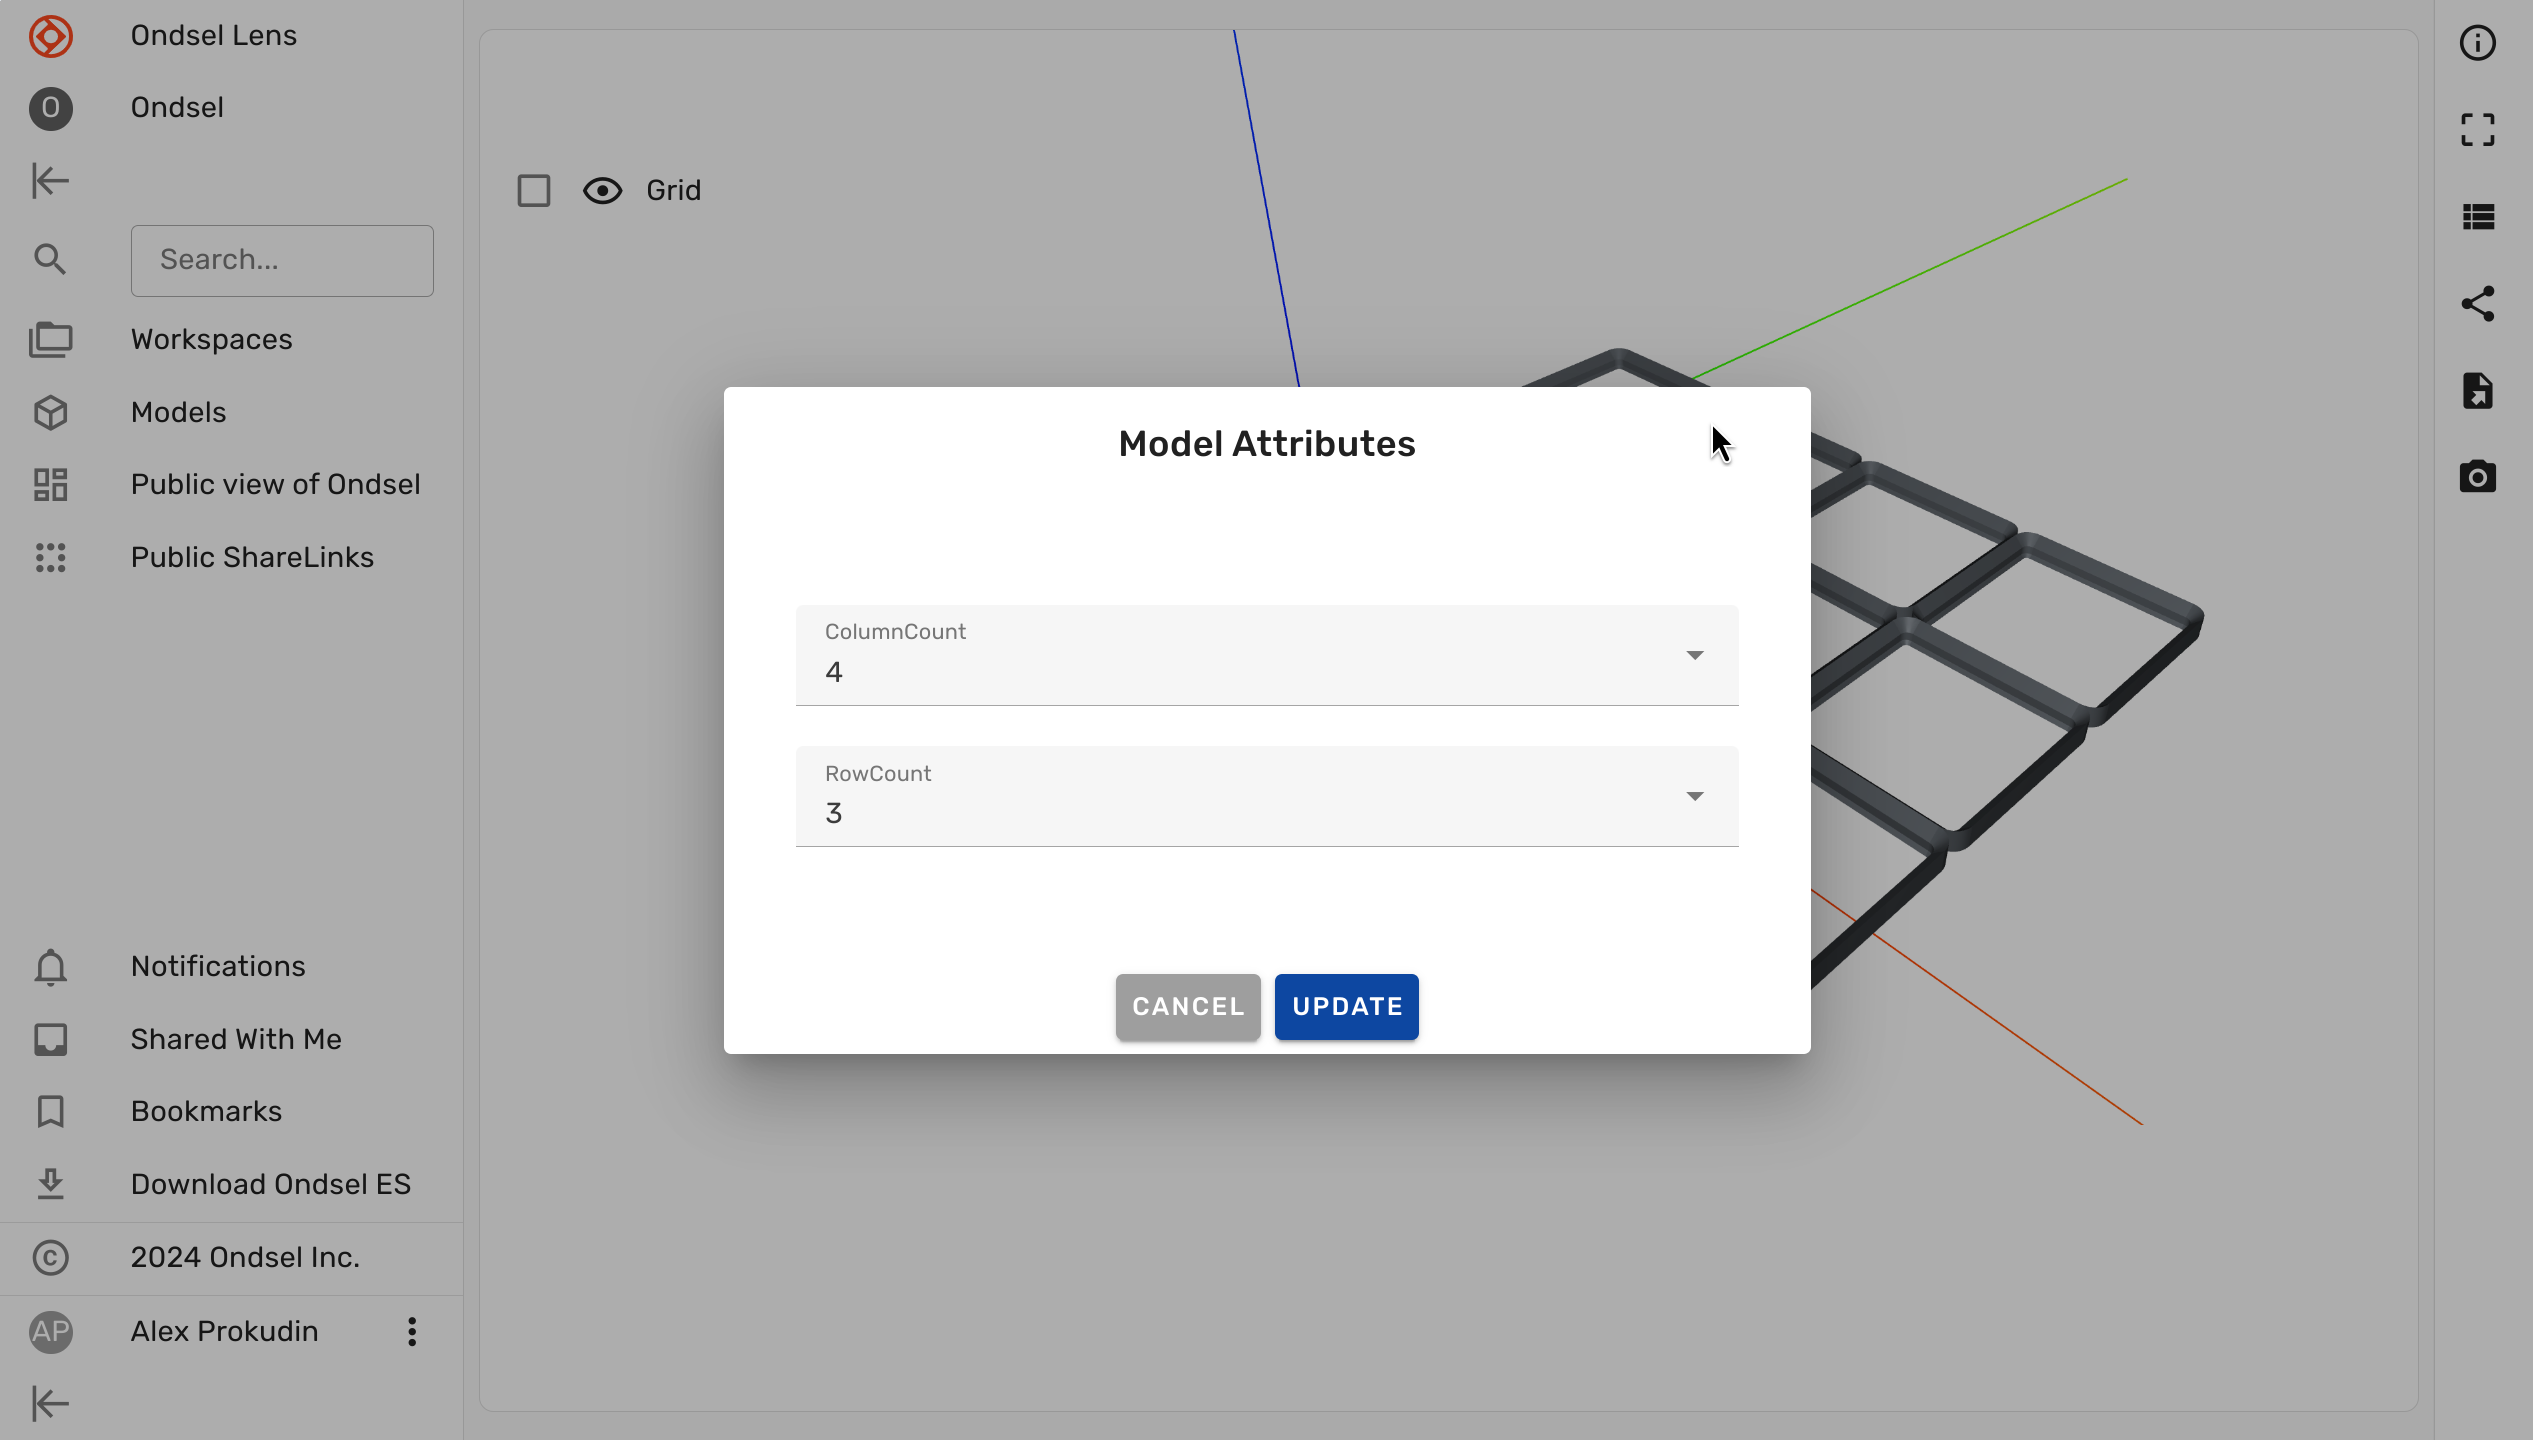 Ondsel Lens
O Ondsel
Search...
Workspaces
Models
Public view of Ondsel
Public ShareLinks
Notifications
Shared With Me
Bookmarks
Download Ondsel ES
© 2024 Ondsel Inc.
AP Alex Prokudin
Grid
Model Attributes
ColumnCount
4
RowCount
3
CANCEL UPDATE